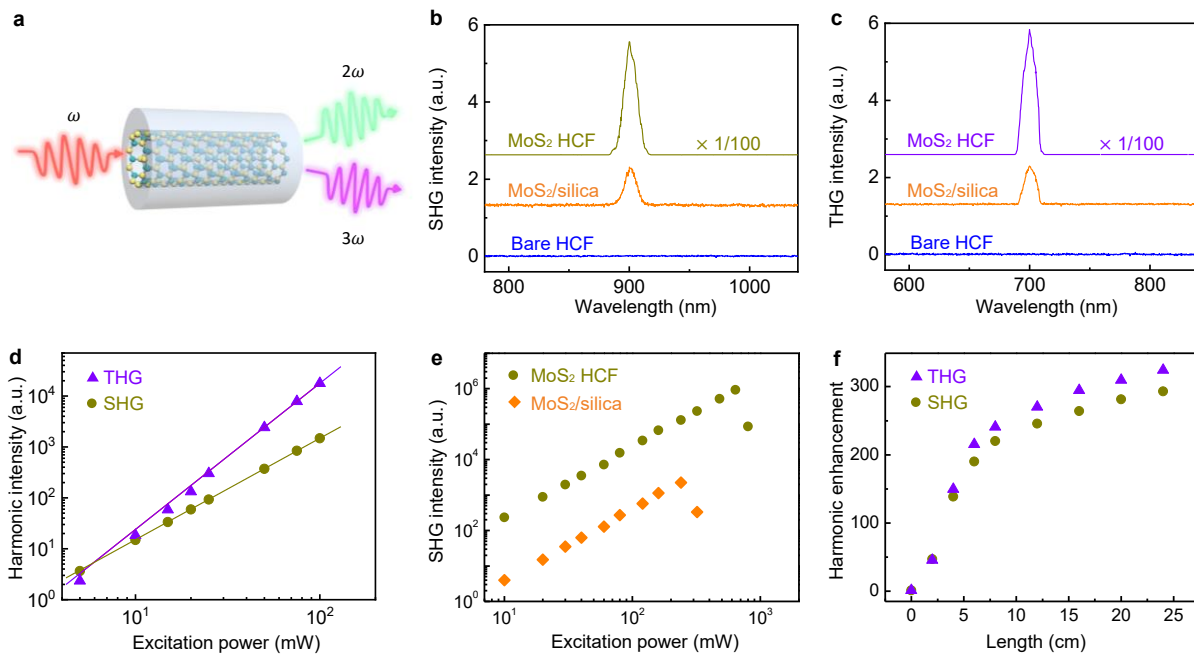 a
ω
2ω
3ω
b
SHG intensity (a.u.)
6
4
2
0
MoS₂ HCF
× 1/100
MoS₂/silica
Bare HCF
800
900
1000
Wavelength (nm)
c
THG intensity (a.u.)
6
4
2
0
MoS₂ HCF
× 1/100
MoS₂/silica
Bare HCF
600
700
800
Wavelength (nm)
d
Harmonic intensity (a.u.)
10⁴
10³
10²
10¹
10⁰
THG
SHG
10¹
10²
Excitation power (mW)
e
SHG intensity (a.u.)
10⁶
10⁴
10²
10⁰
MoS₂ HCF
MoS₂/silica
10¹
10²
10³
Excitation power (mW)
f
Harmonic enhancement
300
200
100
0
THG
SHG
0
5
10
15
20
25
Length (cm)